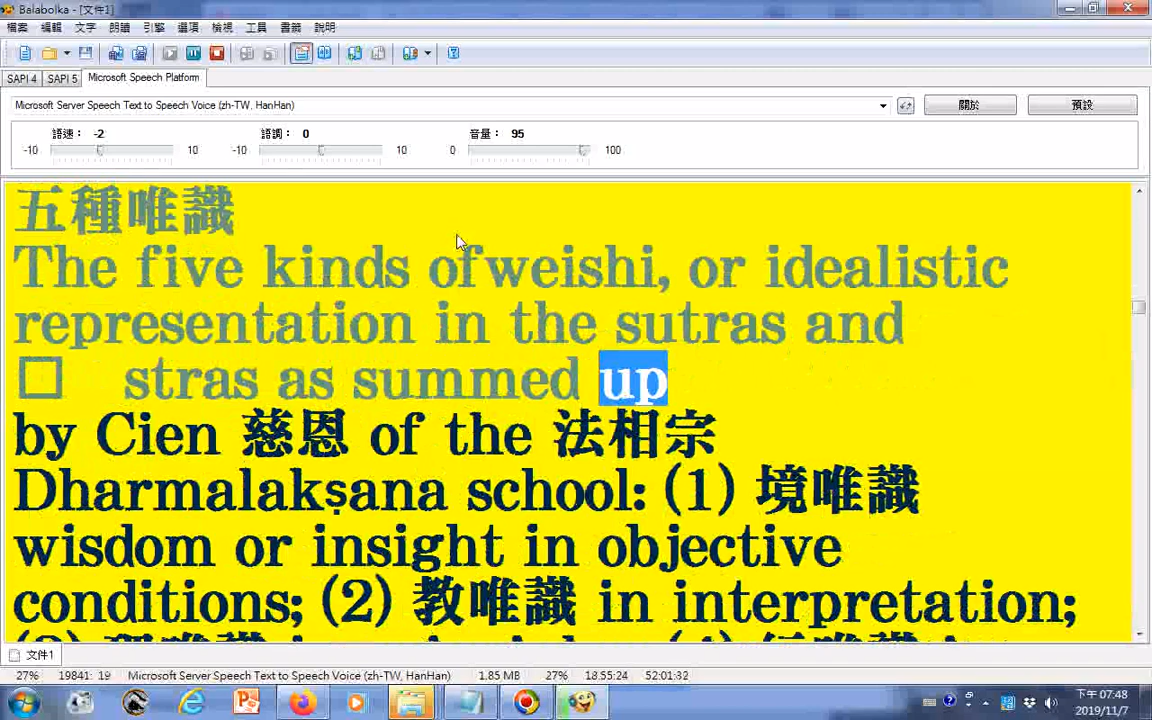 Balabolka - [文件1]
檔案 編輯 文字 朗讀 引擎 選項 檢視 工具 書籤 說明
SAPI 4 SAPI 5 Microsoft Speech Platform
Microsoft Server Speech Text to Speech Voice (zh-TW, HanHan) 關於 預設
語速： -2 語調： 0 音量： 95
-10 10 -10 10 0 100
五種唯識
The five kinds ofweishi, or idealistic
representation in the sutras and
□ stras as summed up
by Cien 慈恩 of the 法相宗
Dharmalakṣana school: (1) 境唯識
wisdom or insight in objective
conditions; (2) 教唯識 in interpretation;
文件1
27% 19841: 19 Microsoft Server Speech Text to Speech Voice (zh-TW, HanHan) 1.85 MB 27% 18:55:24 52:01:32
下午 07:48
2019/11/7